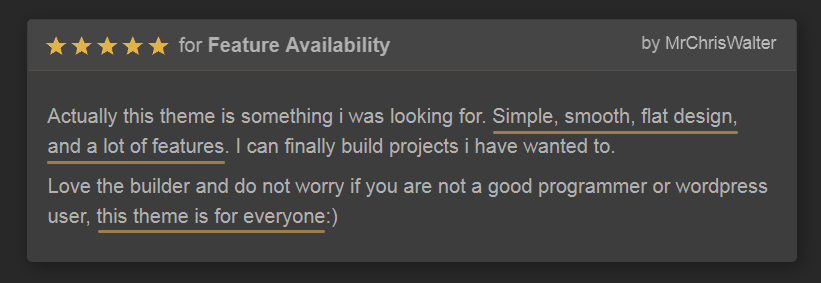 for Feature Availability by MrChrisWalter
Actually this theme is something i was looking for. Simple, smooth, flat design,
and a lot of features. I can finally build projects i have wanted to.
Love the builder and do not worry if you are not a good programmer or wordpress
user, this theme is for everyone:)